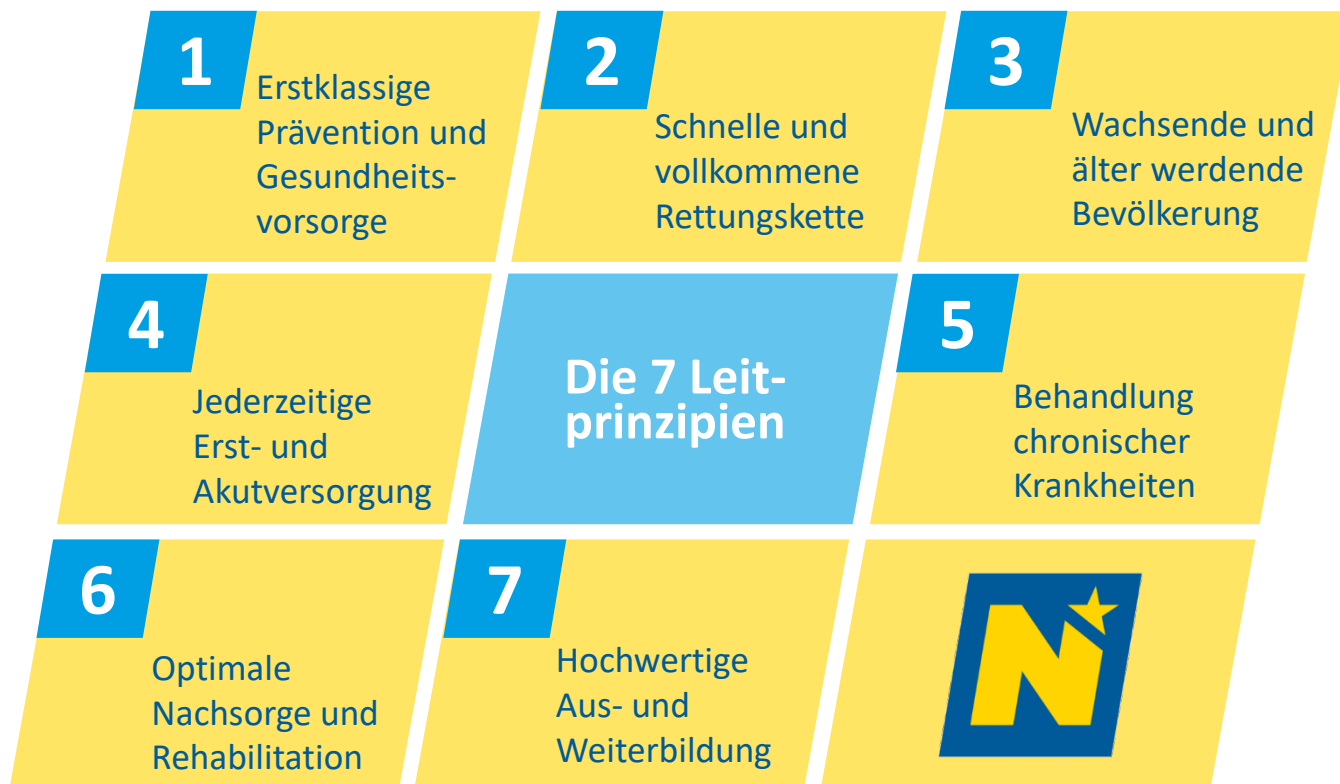 1
Erstklassige
Prävention und
Gesundheits-
vorsorge
2
Schnelle und
vollkommene
Rettungskette
3
Wachsende und
älter werdende
Bevölkerung
4
Jederzeitige
Erst- und
Akutversorgung
Die 7 Leit-
prinzipien
5
Behandlung
chronischer
Krankheiten
6
Optimale
Nachsorge und
Rehabilitation
7
Hochwertige
Aus- und
Weiterbildung
N